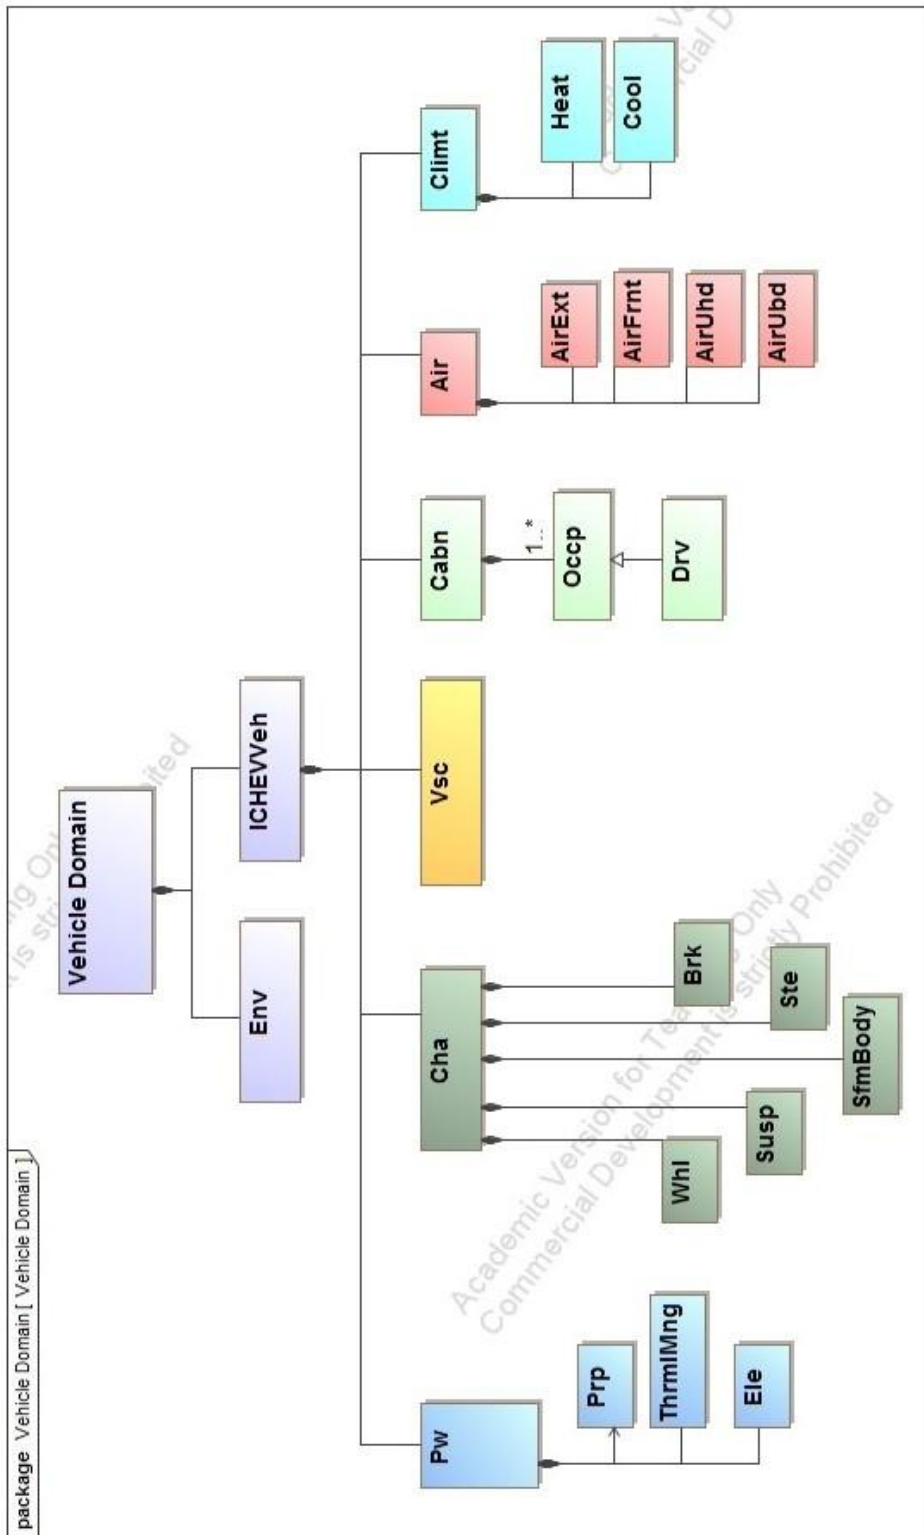 package Vehicle Domain [ Vehicle Domain ]
Vehicle Domain
Env
ICHEVVeh
Pw
Cha
Vsc
Cabn
Air
Climt
Prp
ThrmlMng
Ele
Whl
Susp
SfmBody
Ste
Brk
1..*
Occp
Drv
AirExt
AirFrnt
AirUhd
AirUbd
Heat
Cool
Academic Version for Tea Only
Commercial Development is strictly Prohibited